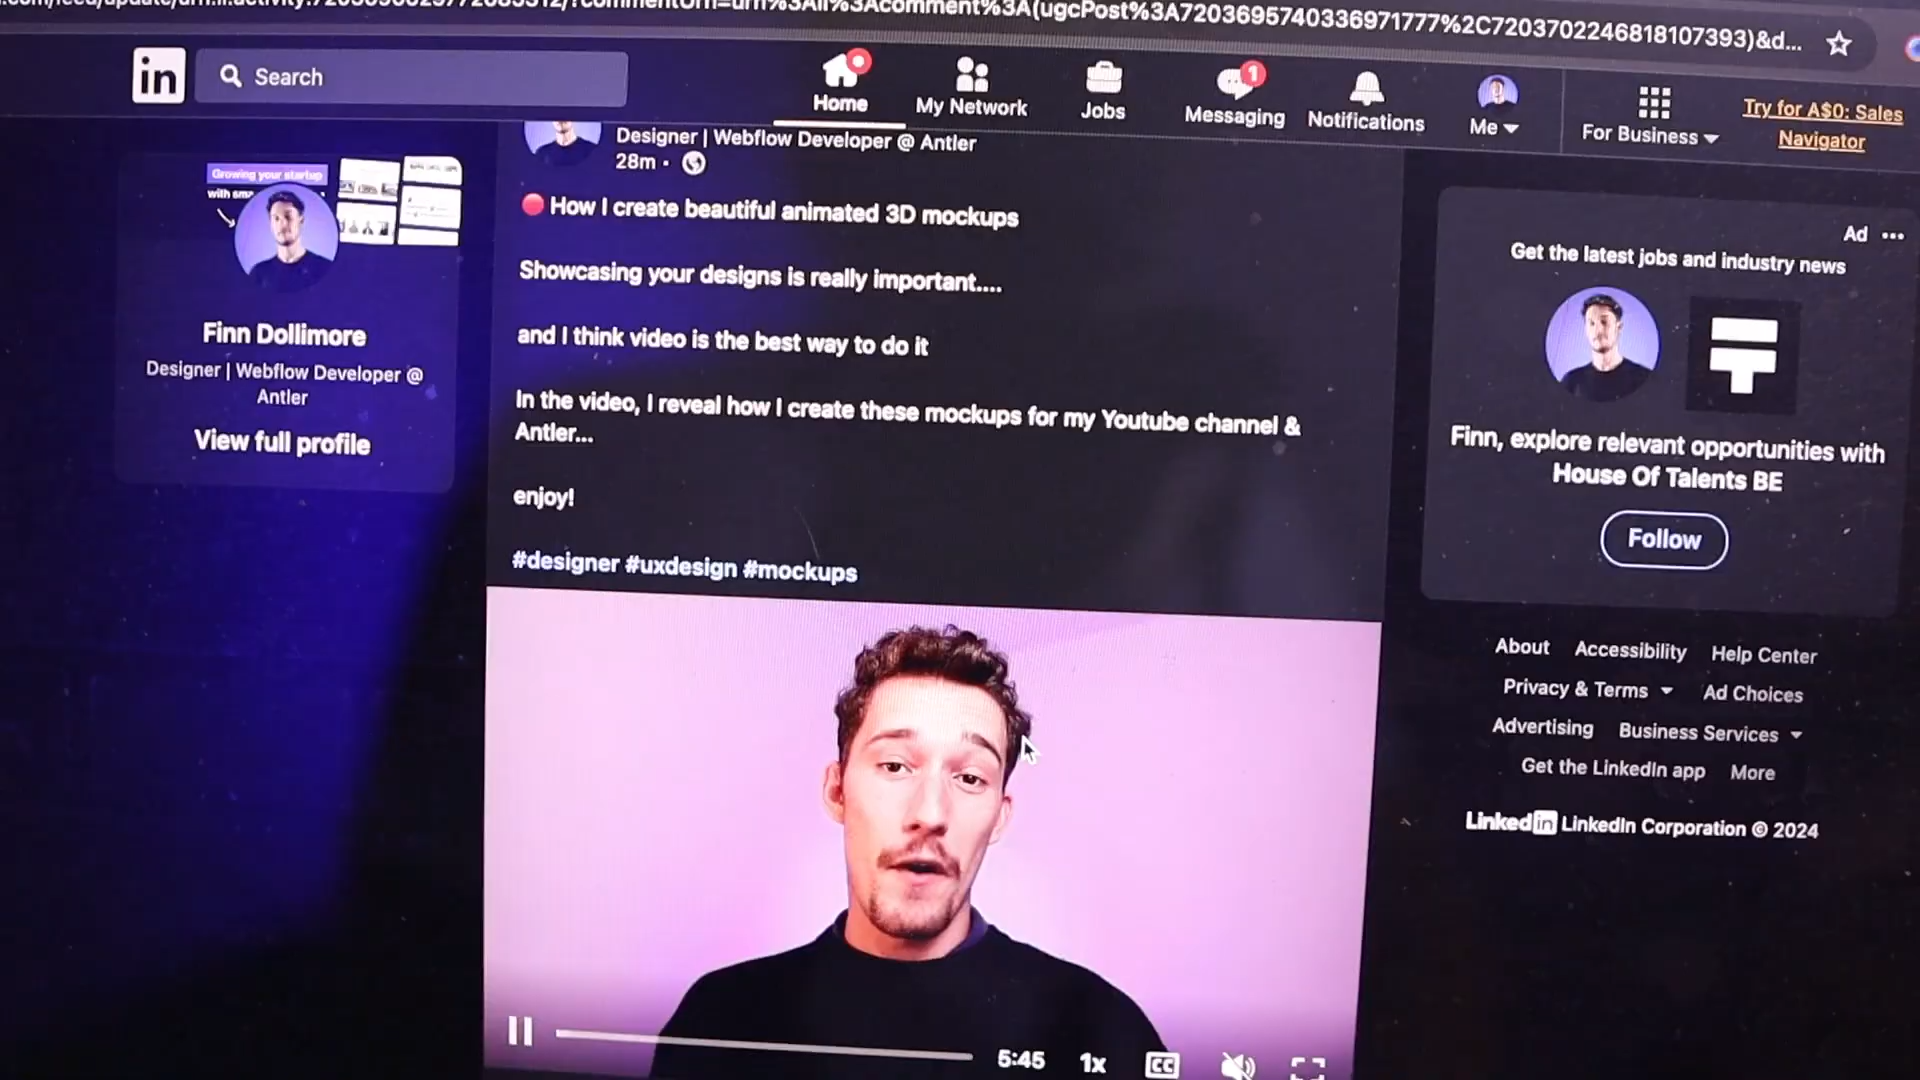 ugcPost%3A7203695740336971777%2C7203702246818107393)&d...
in
Search
Home
My Network
Jobs
1
Messaging
Notifications
Me
For Business
Try for A$0: Sales
Navigator
Growing your startup
Finn Dollimore
Designer | Webflow Developer @
Antler
View full profile
Designer | Webflow Developer @ Antler
28m •
How I create beautiful animated 3D mockups
Showcasing your designs is really important....
and I think video is the best way to do it
In the video, I reveal how I create these mockups for my Youtube channel &
Antler...
enjoy!
#designer #uxdesign #mockups
5:45
1x
CC
Ad
Get the latest jobs and industry news
Finn, explore relevant opportunities with
House Of Talents BE
Follow
About Accessibility Help Center
Privacy & Terms Ad Choices
Advertising Business Services
Get the LinkedIn app More
LinkedIn LinkedIn Corporation © 2024